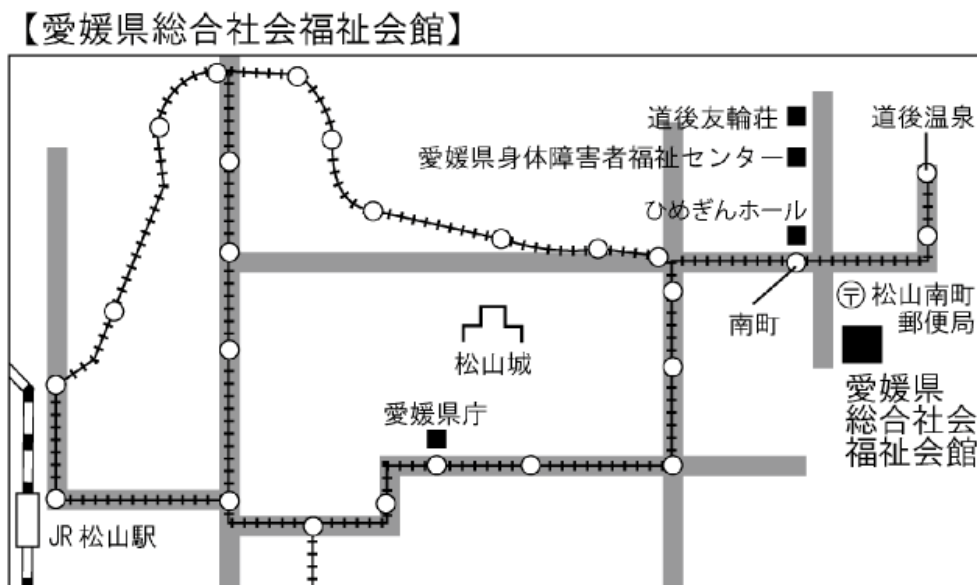 【愛媛県総合社会福祉会館】
道後友輪荘
道後温泉
愛媛県身体障害者福祉センター
ひめぎんホール
南町
〶松山南町
郵便局
松山城
愛媛県庁
愛媛県
総合社会
福祉会館
JR 松山駅